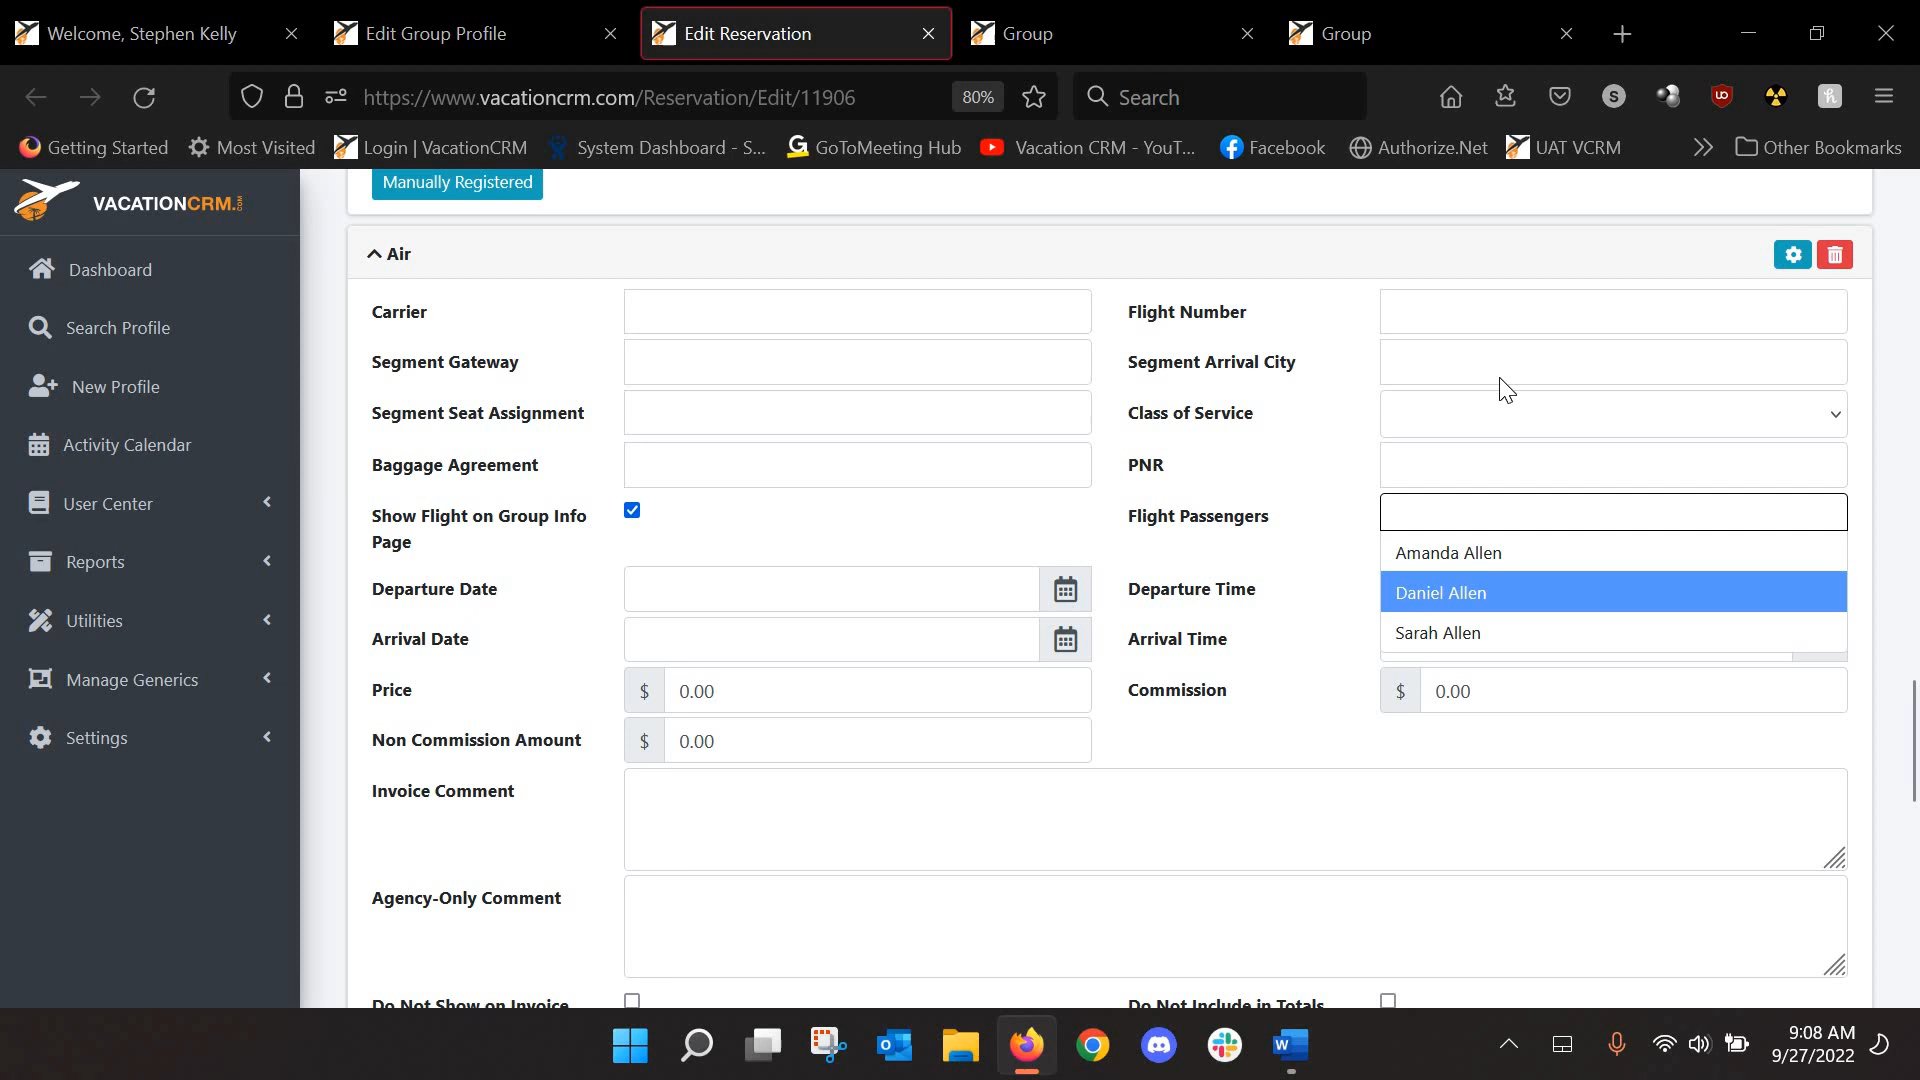 Welcome, Stephen Kelly
Edit Group Profile
Edit Reservation
Group
Group
https://www.vacationcrm.com/Reservation/Edit/11906
80%
Search
Getting Started
Most Visited
Login | VacationCRM
System Dashboard - S...
GoToMeeting Hub
Vacation CRM - YouT...
Facebook
Authorize.Net
UAT VCRM
Other Bookmarks
VACATIONCRM.COM
Manually Registered
Dashboard
Search Profile
New Profile
Activity Calendar
User Center
Reports
Utilities
Manage Generics
Settings
Air
Carrier
Flight Number
Segment Gateway
Segment Arrival City
Segment Seat Assignment
Class of Service
Baggage Agreement
PNR
Show Flight on Group Info
Page
Flight Passengers
Amanda Allen
Daniel Allen
Sarah Allen
Departure Date
Departure Time
Arrival Date
Arrival Time
Price
$ 0.00
Commission
$ 0.00
Non Commission Amount
$ 0.00
Invoice Comment
Agency-Only Comment
Do Not Show on Invoice
Do Not Include in Totals
9:08 AM
9/27/2022